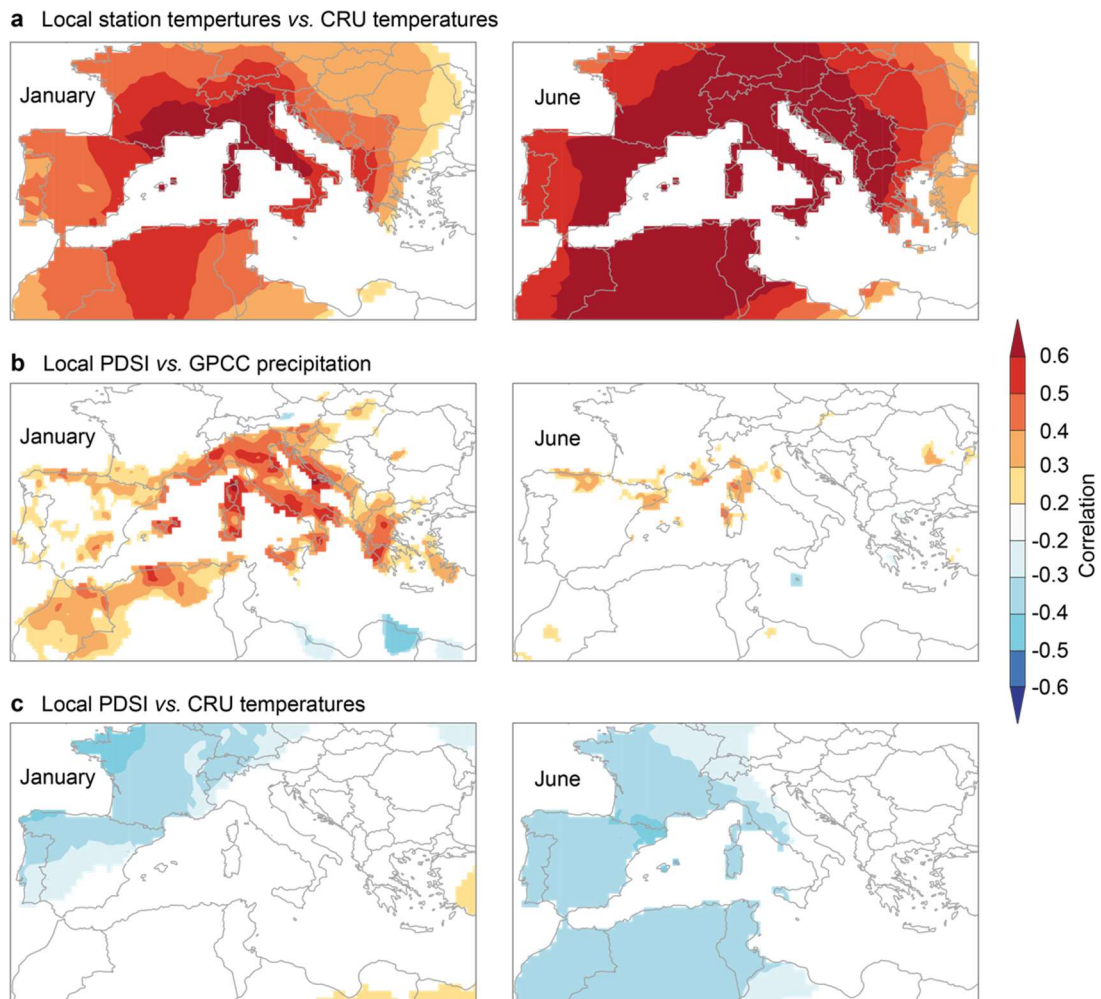 a Local station tempertures vs. CRU temperatures
January
June
b Local PDSI vs. GPCC precipitation
January
June
0.6
0.5
0.4
0.3
0.2
-0.2
-0.3
-0.4
-0.5
-0.6
Correlation
c Local PDSI vs. CRU temperatures
January
June